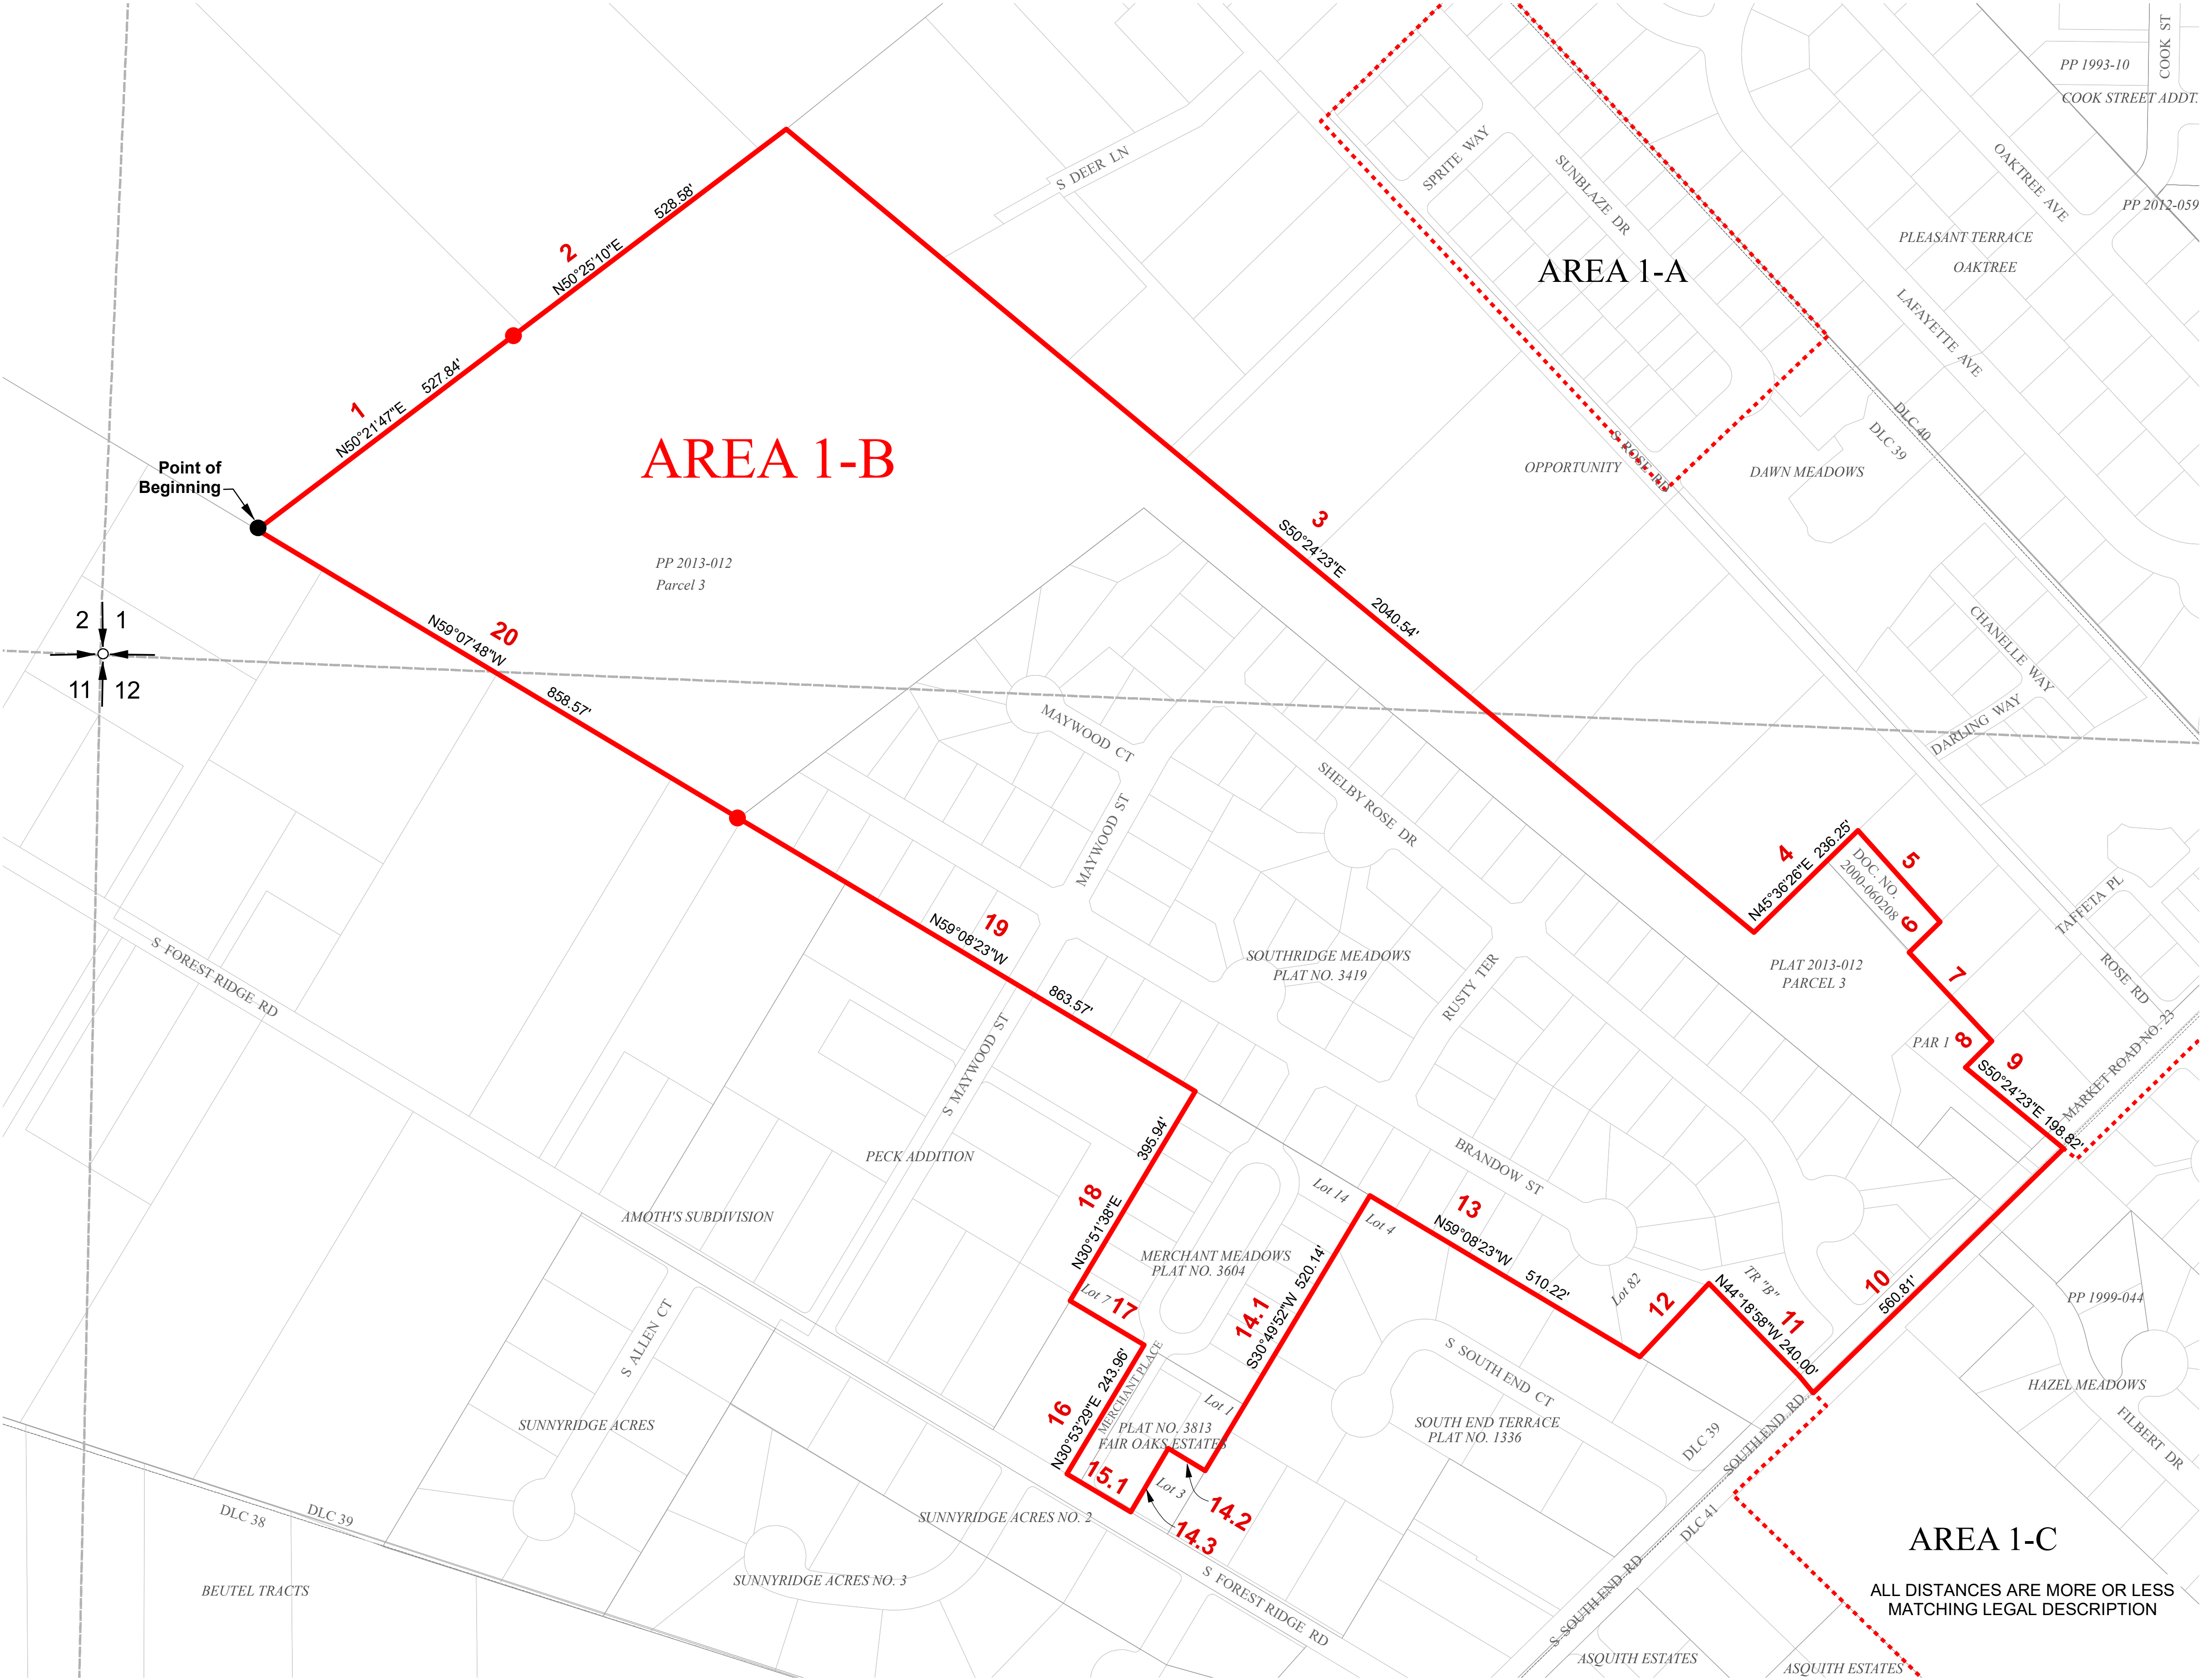 COOK ST
PP 1993-10
COOK STREET ADDT.
S DEER LN
SPRITE WAY
SUNBLAZE DR
OAKTREE AVE
PP 2012-059
528.58'
2
N50°25'10"E
PLEASANT TERRACE
OAKTREE
AREA 1-A
LAFAYETTE AVE
527.84'
1
N50°21'47"E
DLC 40
DLC 39
AREA 1-B
S ROSE RD
OPPORTUNITY
DAWN MEADOWS
Point of
Beginning
3
S50°24'23"E
2040.54'
PP 2013-012
Parcel 3
2
1
11
12
20
N59°07'48"W
858.57'
CHANELLE WAY
DARLING WAY
MAYWOOD CT
MAYWOOD ST
SHELBY ROSE DR
4
N45°36'26"E 236.25'
5
DOC. NO.
2000-060208
6
TAFFETA PL
19
N59°08'23"W
863.57'
S FOREST RIDGE RD
SOUTHRIDGE MEADOWS
PLAT NO. 3419
RUSTY TER
PLAT 2013-012
PARCEL 3
7
ROSE RD
S MAYWOOD ST
PAR 1
8
9
S50°24'23"E 198.82'
MARKET ROAD NO. 23
395.94'
PECK ADDITION
BRANDOW ST
18
N30°51'38"E
Lot 14
Lot 4
13
N59°08'23"W
510.22'
AMOTH'S SUBDIVISION
MERCHANT MEADOWS
PLAT NO. 3604
520.14'
14.1
S30°49'52"W
Lot 82
12
TR "B"
N44°18'58"W 240.00'
11
10
560.81'
PP 1999-044
Lot 7
17
S ALLEN CT
S SOUTH END CT
HAZEL MEADOWS
FILBERT DR
16
N30°53'29"E 243.96'
MERCHANT PLACE
Lot 1
SUNNYRIDGE ACRES
PLAT NO. 3813
FAIR OAKS ESTATES
SOUTH END TERRACE
PLAT NO. 1336
DLC 39
SOUTH END RD
15.1
Lot 3
14.2
14.3
DLC 38
DLC 39
SUNNYRIDGE ACRES NO. 2
DLC 41
AREA 1-C
BEUTEL TRACTS
SUNNYRIDGE ACRES NO. 3
S FOREST RIDGE RD
S SOUTH END RD
ALL DISTANCES ARE MORE OR LESS
MATCHING LEGAL DESCRIPTION
ASQUITH ESTATES
ASQUITH ESTATES